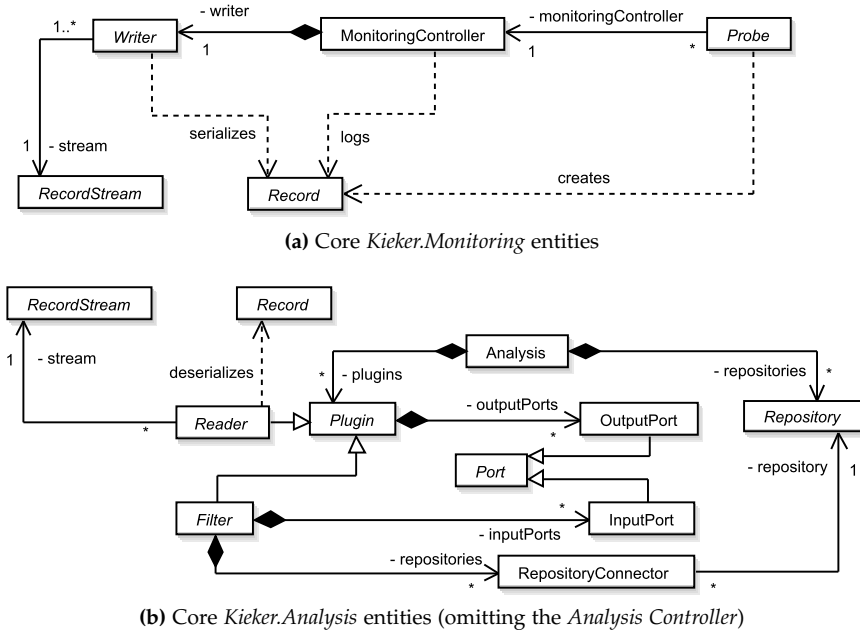 - writer
- monitoringController
1..*
Writer
MonitoringController
Probe
1
1
*
serializes
logs
1
- stream
creates
RecordStream
Record
(a) Core Kieker.Monitoring entities
RecordStream
Record
Analysis
1
- stream
deserializes
*
- plugins
- repositories
*
- outputPorts
Reader
Plugin
OutputPort
Repository
*
*
Port
- repository
1
Filter
*
InputPort
- inputPorts
- repositories
*
RepositoryConnector
*
(b) Core Kieker.Analysis entities (omitting the Analysis Controller)